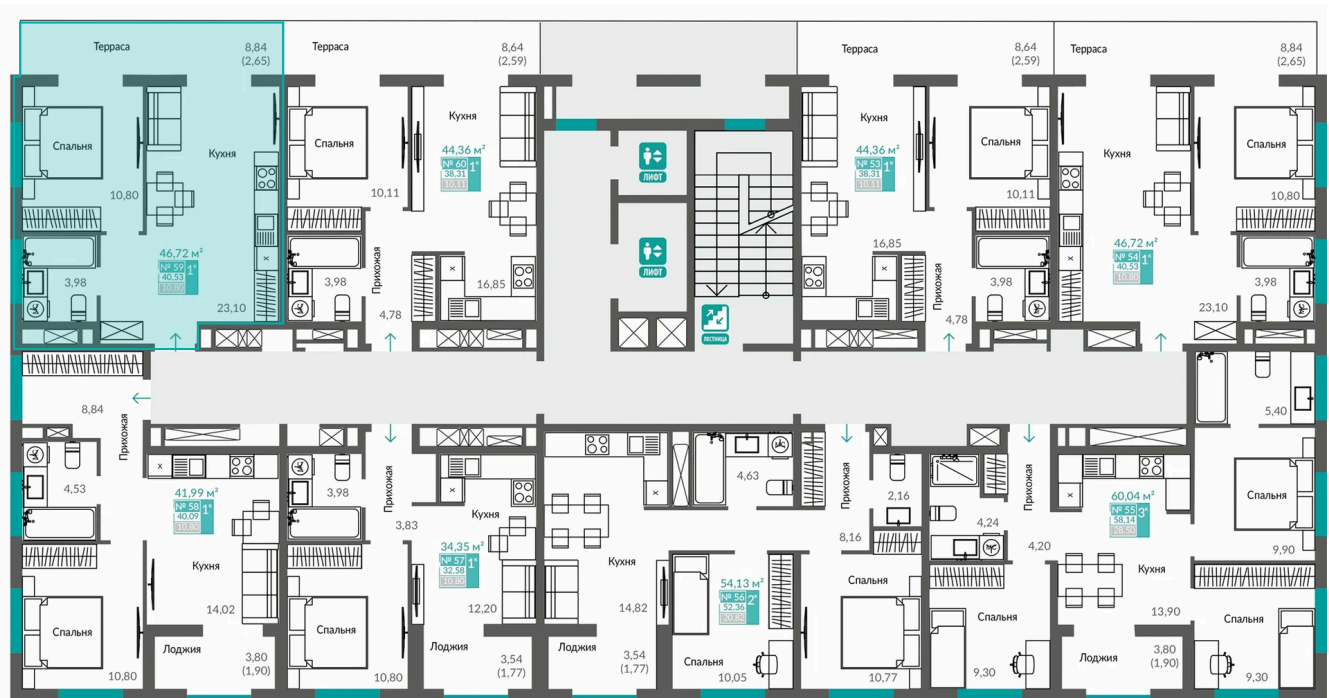 Терраса
8,84
(2,65)
Спальня
Кухня
10,80
46,72 м²
№ 59
40.53
10.80
1к
3,98
23,10
Терраса
8,64
(2,59)
Спальня
Кухня
44,36 м²
№ 60
38.31
10.11
1к
10,11
3,98
Прихожая
16,85
4,78
ЛИФТ
ЛИФТ
ЛЕСТНИЦА
Терраса
8,64
(2,59)
Кухня
Спальня
44,36 м²
№ 53
38.31
10.11
1к
10,11
16,85
Прихожая
3,98
4,78
Терраса
8,84
(2,65)
Кухня
Спальня
10,80
46,72 м²
№ 54
40.53
10.80
1к
3,98
23,10
8,84
Прихожая
4,53
41,99 м²
№ 58
40.09
10.80
1к
Кухня
14,02
Спальня
10,80
Лоджия
3,80
(1,90)
3,98
Прихожая
3,83
Кухня
34,35 м²
№ 57
32.58
10.80
1к
12,20
Спальня
10,80
Лоджия
3,54
(1,77)
4,63
Кухня
14,82
Лоджия
3,54
(1,77)
54,13 м²
№ 56
52.36
20.82
2к
Спальня
10,05
Прихожая
2,16
8,16
Спальня
10,77
4,24
Прихожая
4,20
60,04 м²
№ 55
58.14
28.50
3к
Кухня
13,90
Спальня
9,30
Лоджия
3,80
(1,90)
5,40
Спальня
9,90
Спальня
9,30